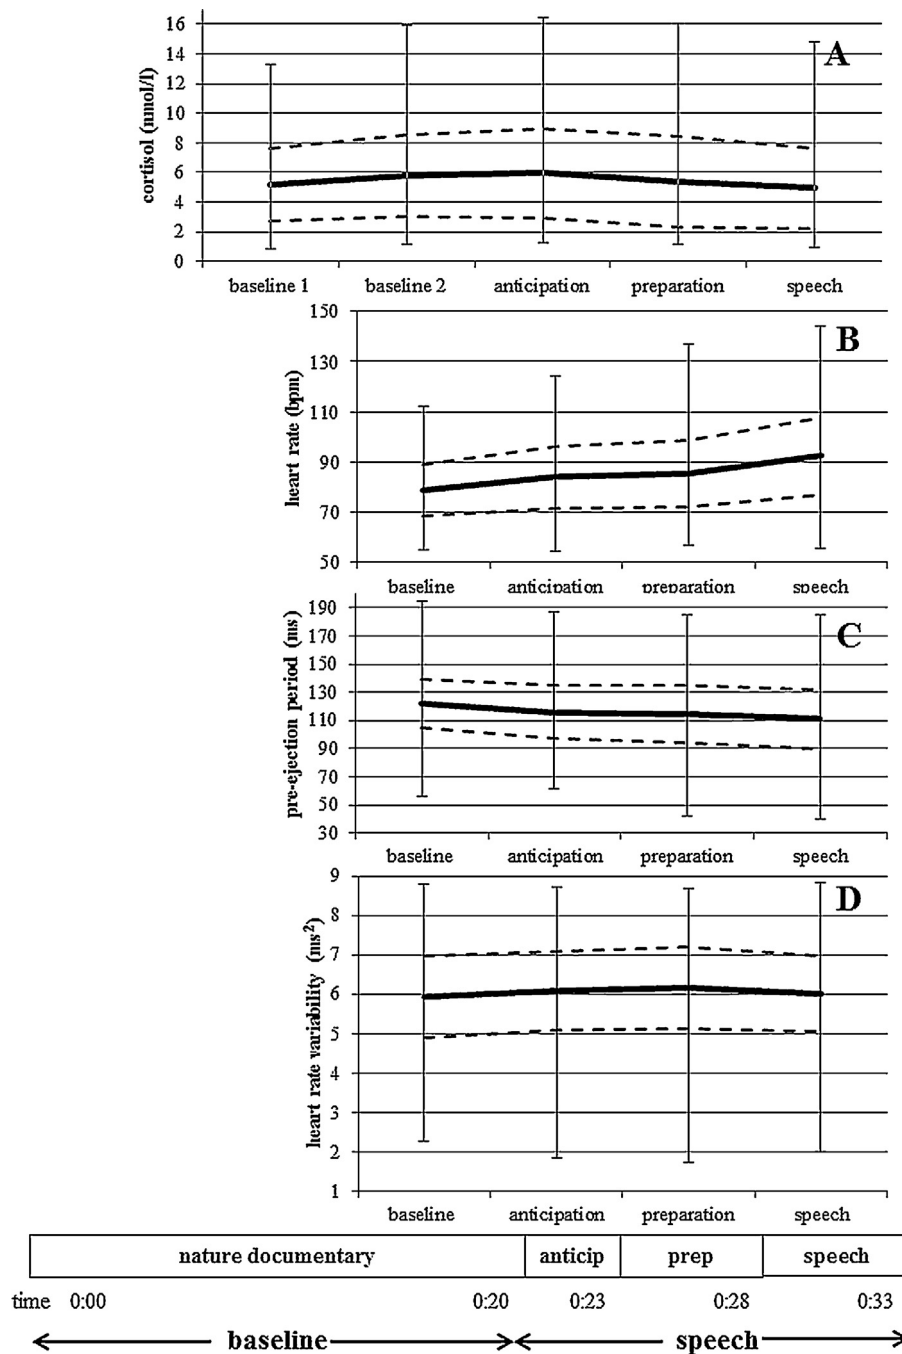 A
cortisol (nmol/l)
16
14
12
10
8
6
4
2
0
baseline 1 baseline 2 anticipation preparation speech
B
heart rate (bpm)
150
130
110
90
70
50
baseline anticipation preparation speech
C
pre-ejection period (ms)
190
170
150
130
110
90
70
50
30
baseline anticipation preparation speech
D
heart rate variability (ms²)
9
8
7
6
5
4
3
2
1
baseline anticipation preparation speech
nature documentary anticip prep speech
time 0:00 0:20 0:23 0:28 0:33
baseline speech